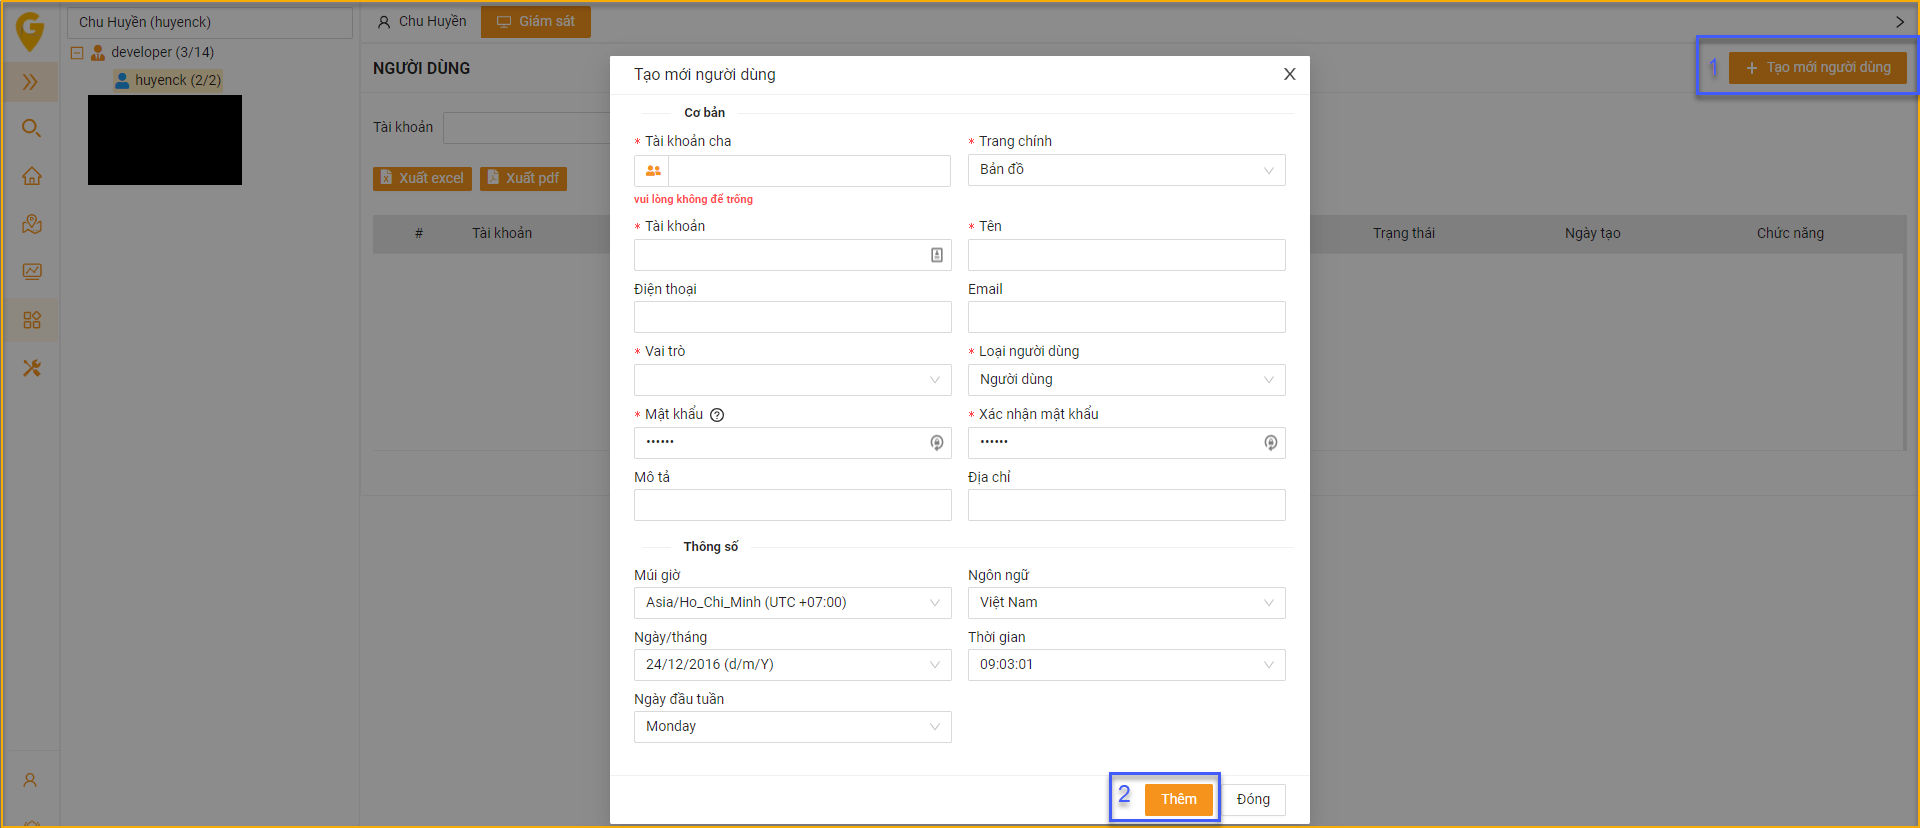 Chu Huyền (huyenck)
developer (3/14)
huyenck (2/2)
Chu Huyền
Giám sát
NGƯỜI DÙNG
1
+ Tạo mới người dùng
Tài khoản
Xuất excel
Xuất pdf
#
Tài khoản
Trạng thái
Ngày tạo
Chức năng
Tạo mới người dùng
Cơ bản
* Tài khoản cha
* Trang chính
Bản đồ
vui lòng không để trống
* Tài khoản
* Tên
Điện thoại
Email
* Vai trò
* Loại người dùng
Người dùng
* Mật khẩu
* Xác nhận mật khẩu
••••••
••••••
Mô tả
Địa chỉ
Thông số
Múi giờ
Ngôn ngữ
Asia/Ho_Chi_Minh (UTC +07:00)
Việt Nam
Ngày/tháng
Thời gian
24/12/2016 (d/m/Y)
09:03:01
Ngày đầu tuần
Monday
2
Thêm
Đóng